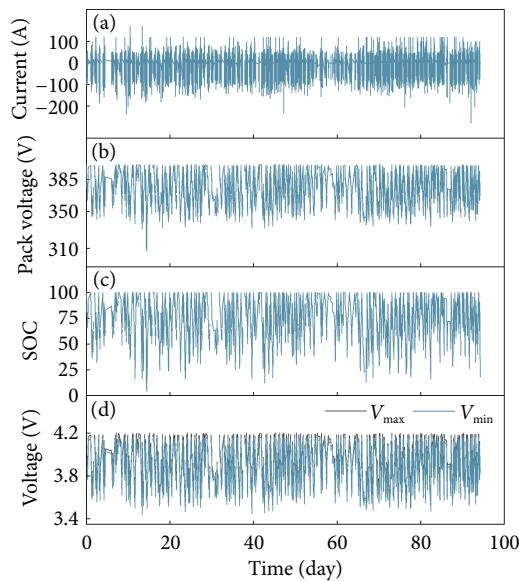 (a)
Current (A)
100
0
−100
−200
(b)
Pack voltage (V)
385
350
310
(c)
SOC
100
75
50
25
0
(d)
V_max V_min
Voltage (V)
4.2
3.8
3.4
0 20 40 60 80 100
Time (day)